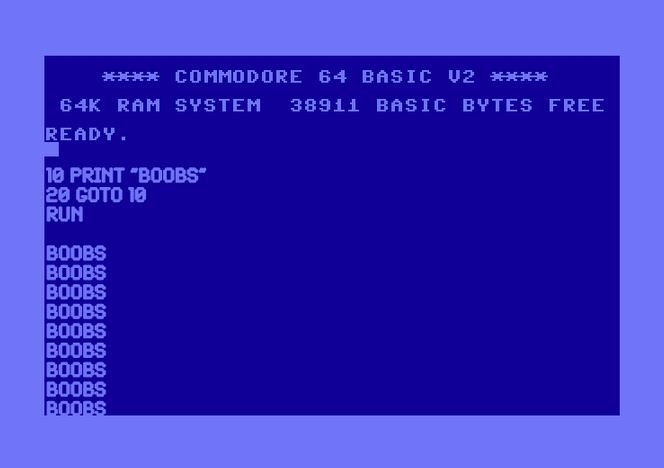 **** COMMODORE 64 BASIC V2 ****
64K RAM SYSTEM 38911 BASIC BYTES FREE
READY.
10 PRINT "BOOBS"
20 GOTO 10
RUN
BOOBS
BOOBS
BOOBS
BOOBS
BOOBS
BOOBS
BOOBS
BOOBS
BOOBS